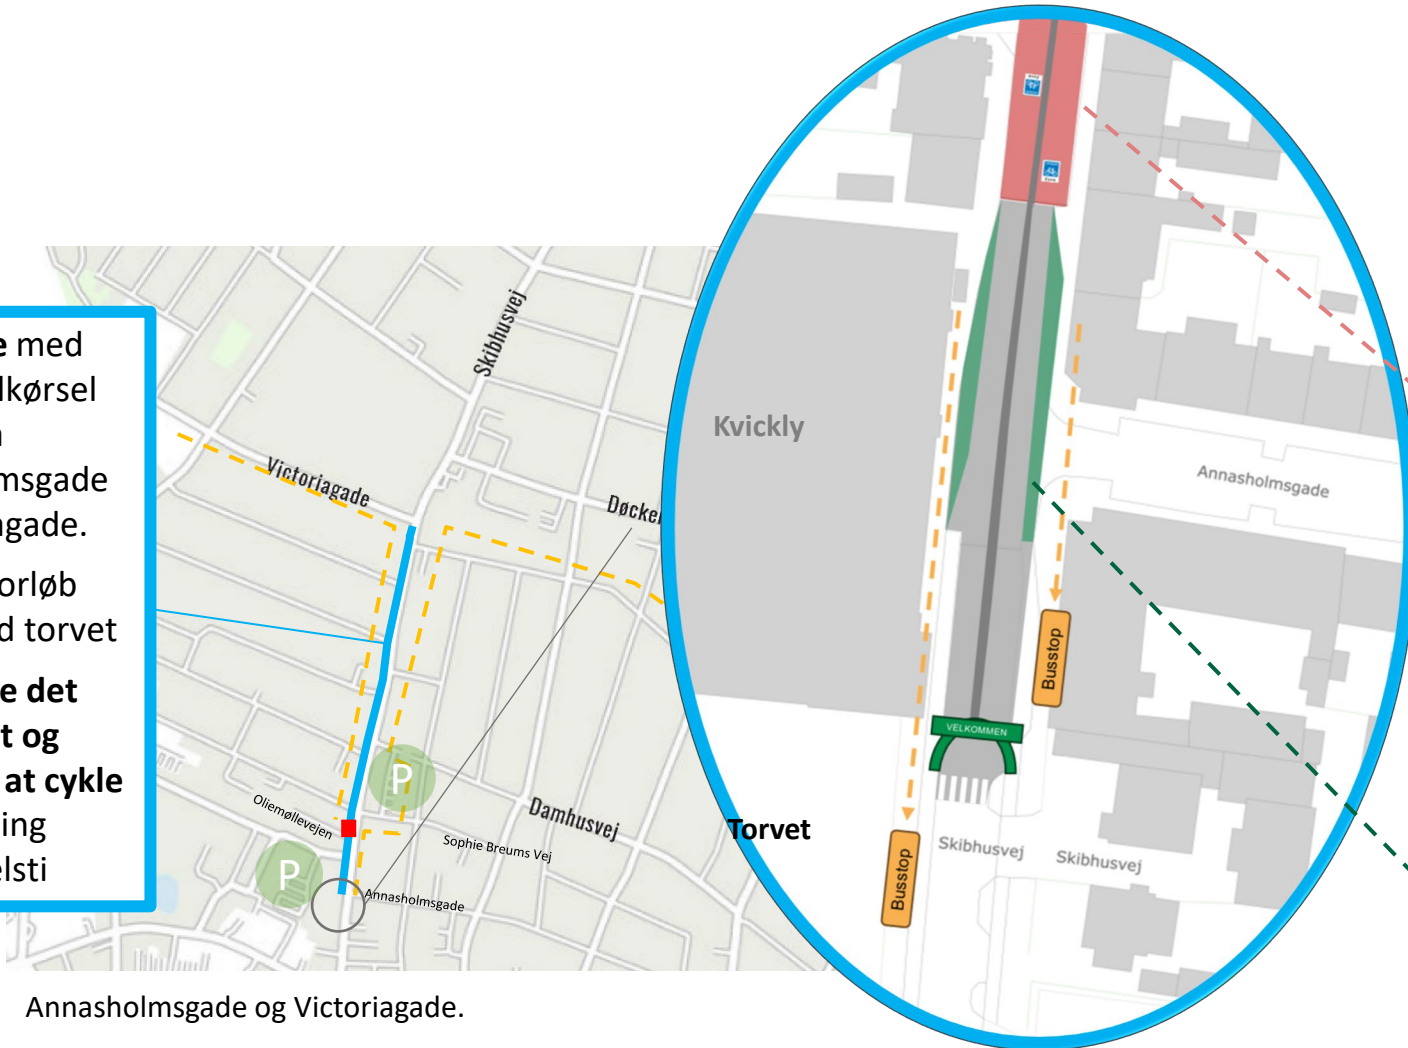 e med
lkørsel
msgade
gade.
orløb
d torvet
e det
t og
at cykle
ing
elsti
Skibhusvej
Victoriagade
Døcke
Damhusvej
Oliemøllevejen
Sophie Breums Vej
Annasholmsgade
P
P
Annasholmsgade og Victoriagade.
Kvickly
Annasholmsgade
Busstop
VELKOMMEN
Torvet
Skibhusvej
Skibhusvej
Busstop